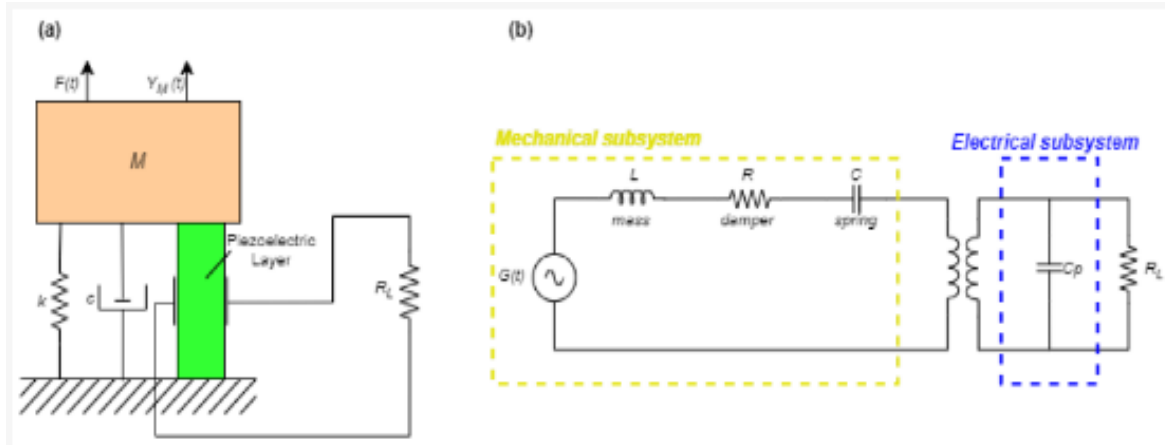 (a)
F(t)
Y_M(t)
M
Piezoelectric
Layer
k
c
R_L
(b)
Mechanical subsystem
Electrical subsystem
L
R
C
mass
damper
spring
G(t)
Cp
R_L